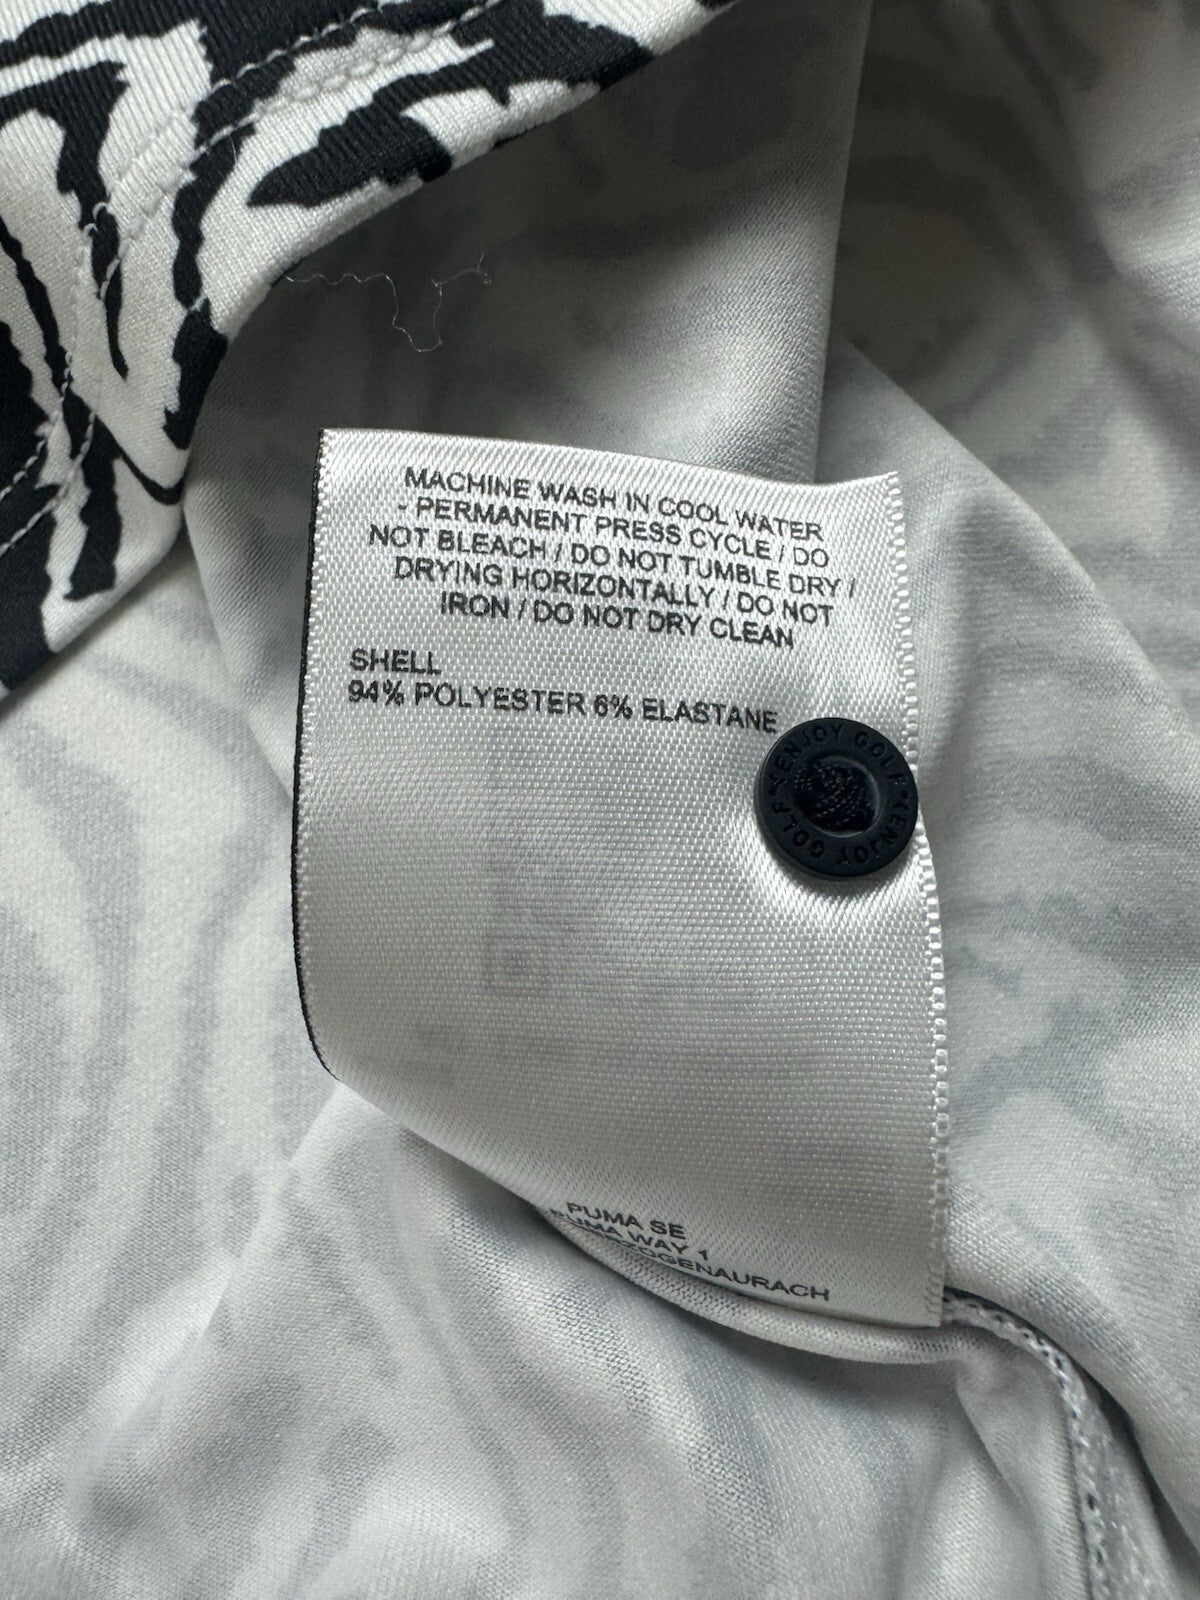 MACHINE WASH IN COOL WATER
- PERMANENT PRESS CYCLE / DO
NOT BLEACH / DO NOT TUMBLE DRY /
DRYING HORIZONTALLY / DO NOT
IRON / DO NOT DRY CLEAN
SHELL
94% POLYESTER 6% ELASTANE
ENJOY GOLF • ENJOY GOLF •
PUMA SE
PUMA WAY 1